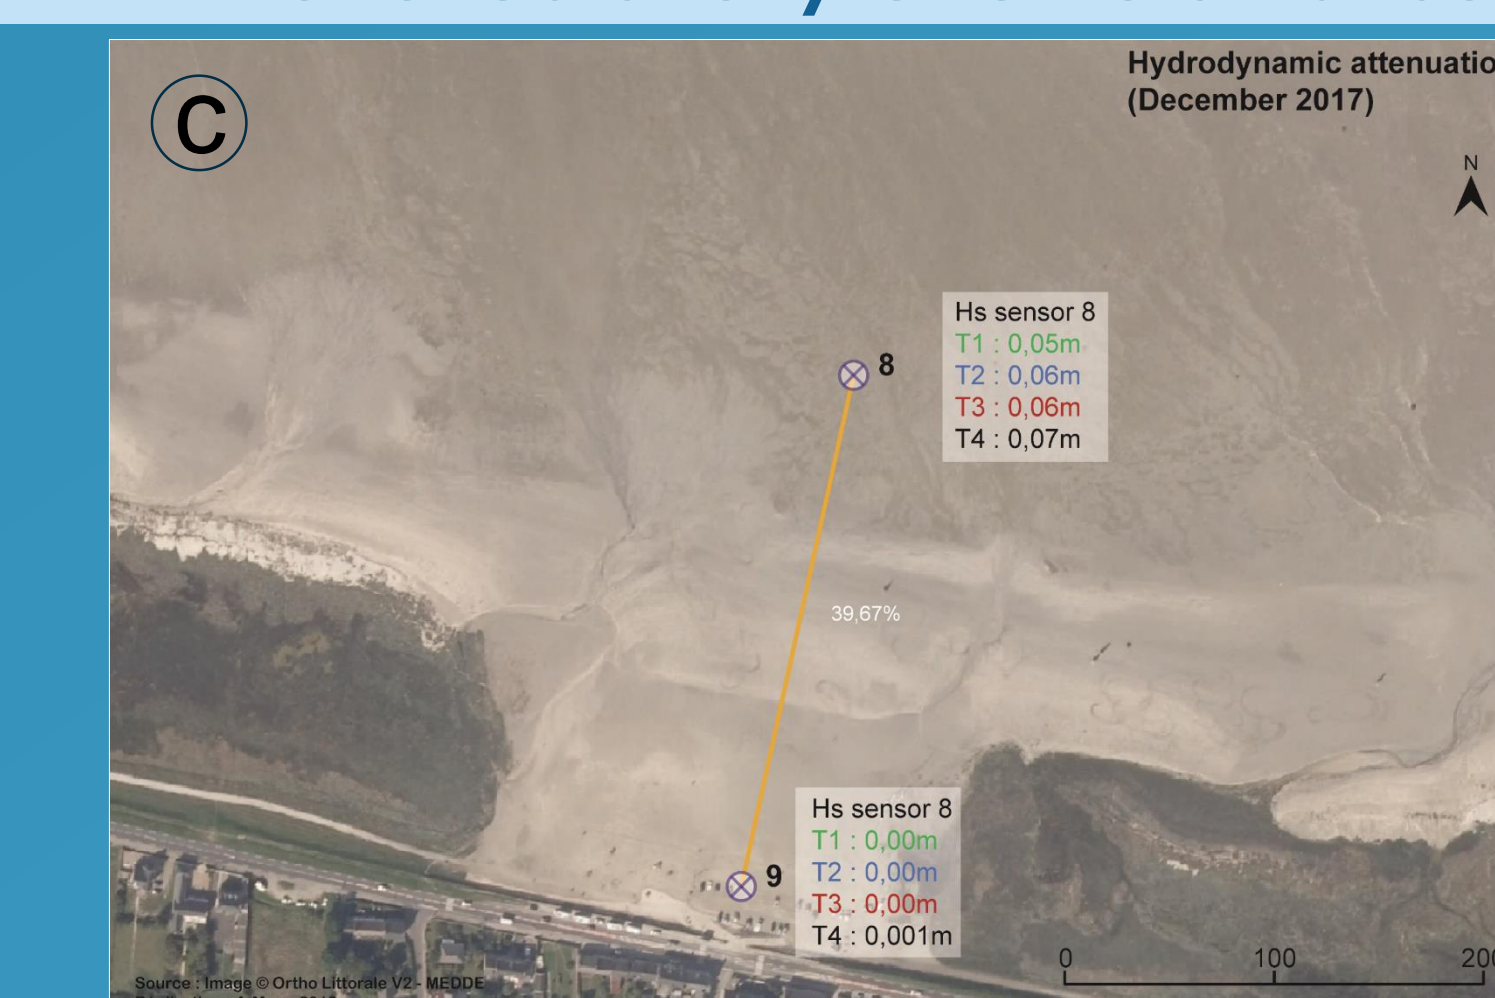 C
Hydrodynamic attenuatio
(December 2017)
N
Hs sensor 8
T1 : 0,05m
T2 : 0,06m
T3 : 0,06m
T4 : 0,07m
8
39,67%
Hs sensor 8
T1 : 0,00m
T2 : 0,00m
T3 : 0,00m
T4 : 0,001m
9
0 100 200
Source : Image © Ortho Littorale V2 - MEDDE